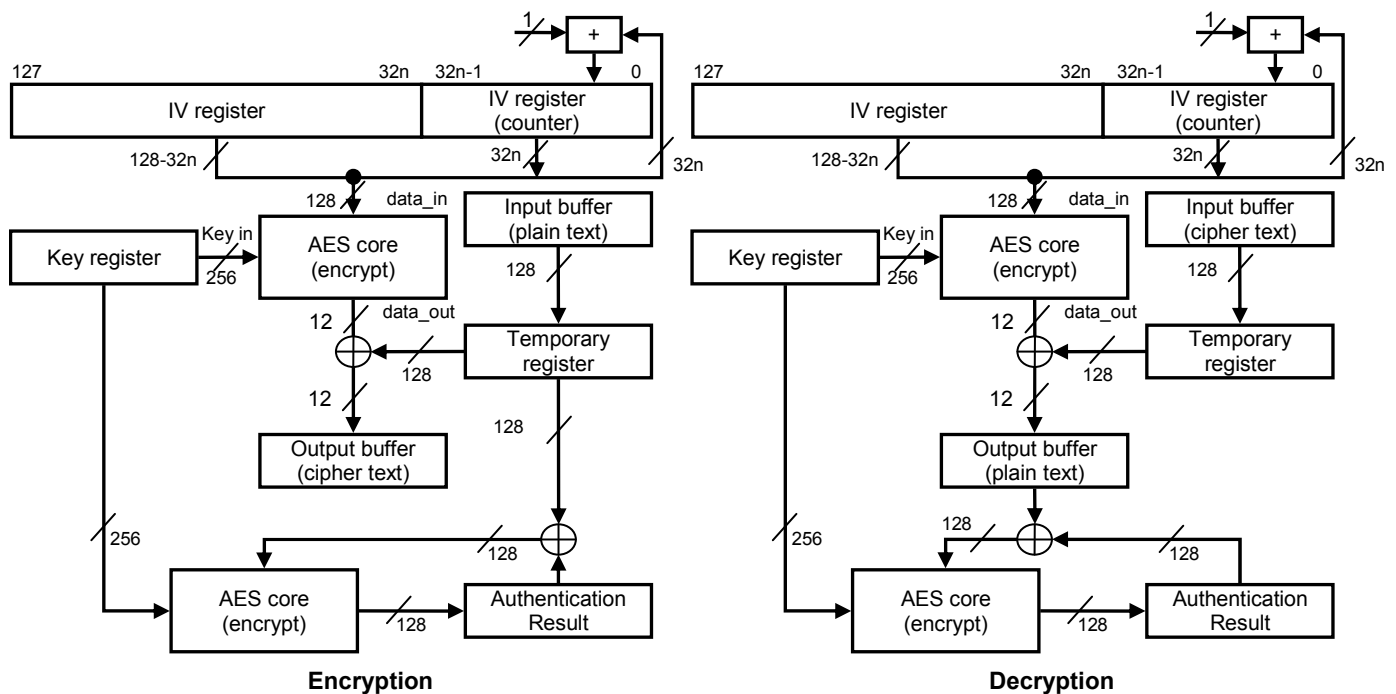 1
+
127
32n
32n-1
0
IV register
IV register
(counter)
128-32n
32n
32n
128
data_in
Input buffer
(plain text)
Key register
Key in
256
AES core
(encrypt)
128
12
data_out
Temporary
register
128
12
128
Output buffer
(cipher text)
256
128
AES core
(encrypt)
128
Authentication
Result
Encryption
1
+
127
32n
32n-1
0
IV register
IV register
(counter)
128-32n
32n
32n
128
data_in
Input buffer
(cipher text)
Key register
Key in
256
AES core
(encrypt)
128
12
data_out
Temporary
register
128
12
Output buffer
(plain text)
256
128
128
AES core
(encrypt)
128
Authentication
Result
Decryption